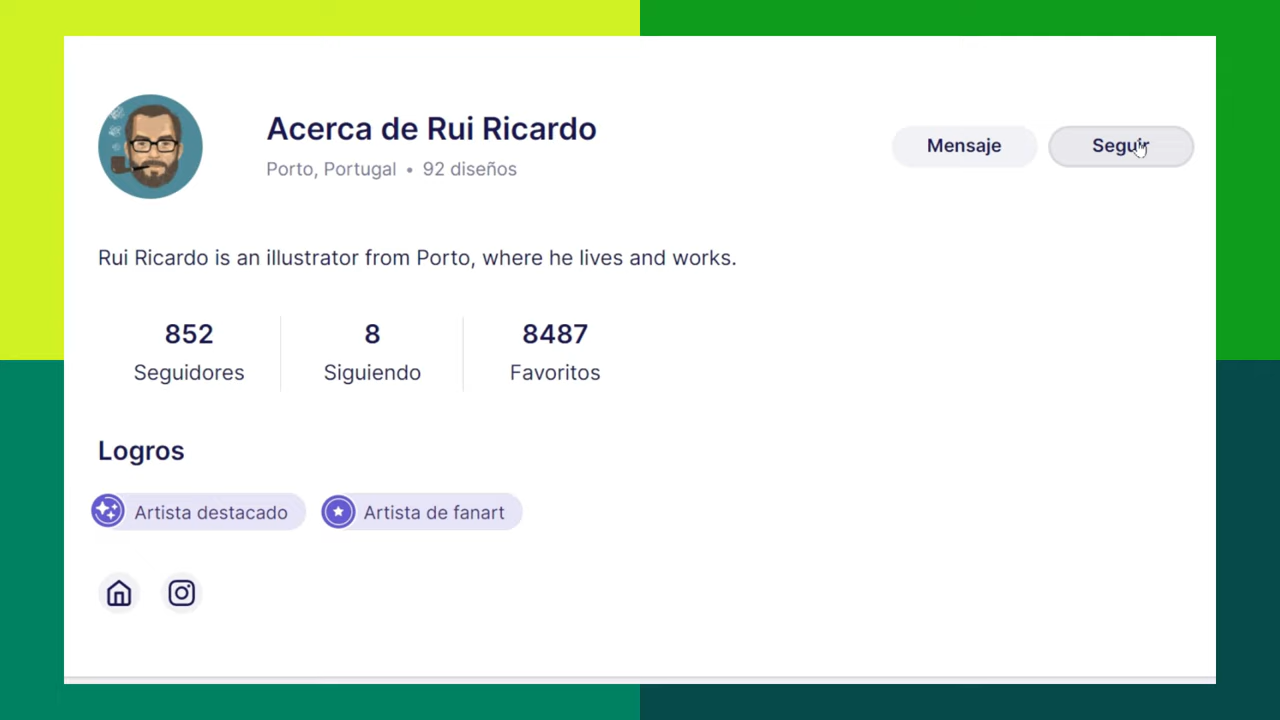 Acerca de Rui Ricardo
Porto, Portugal • 92 diseños
Mensaje
Seguir
Rui Ricardo is an illustrator from Porto, where he lives and works.
852
Seguidores
8
Siguiendo
8487
Favoritos
Logros
Artista destacado
Artista de fanart